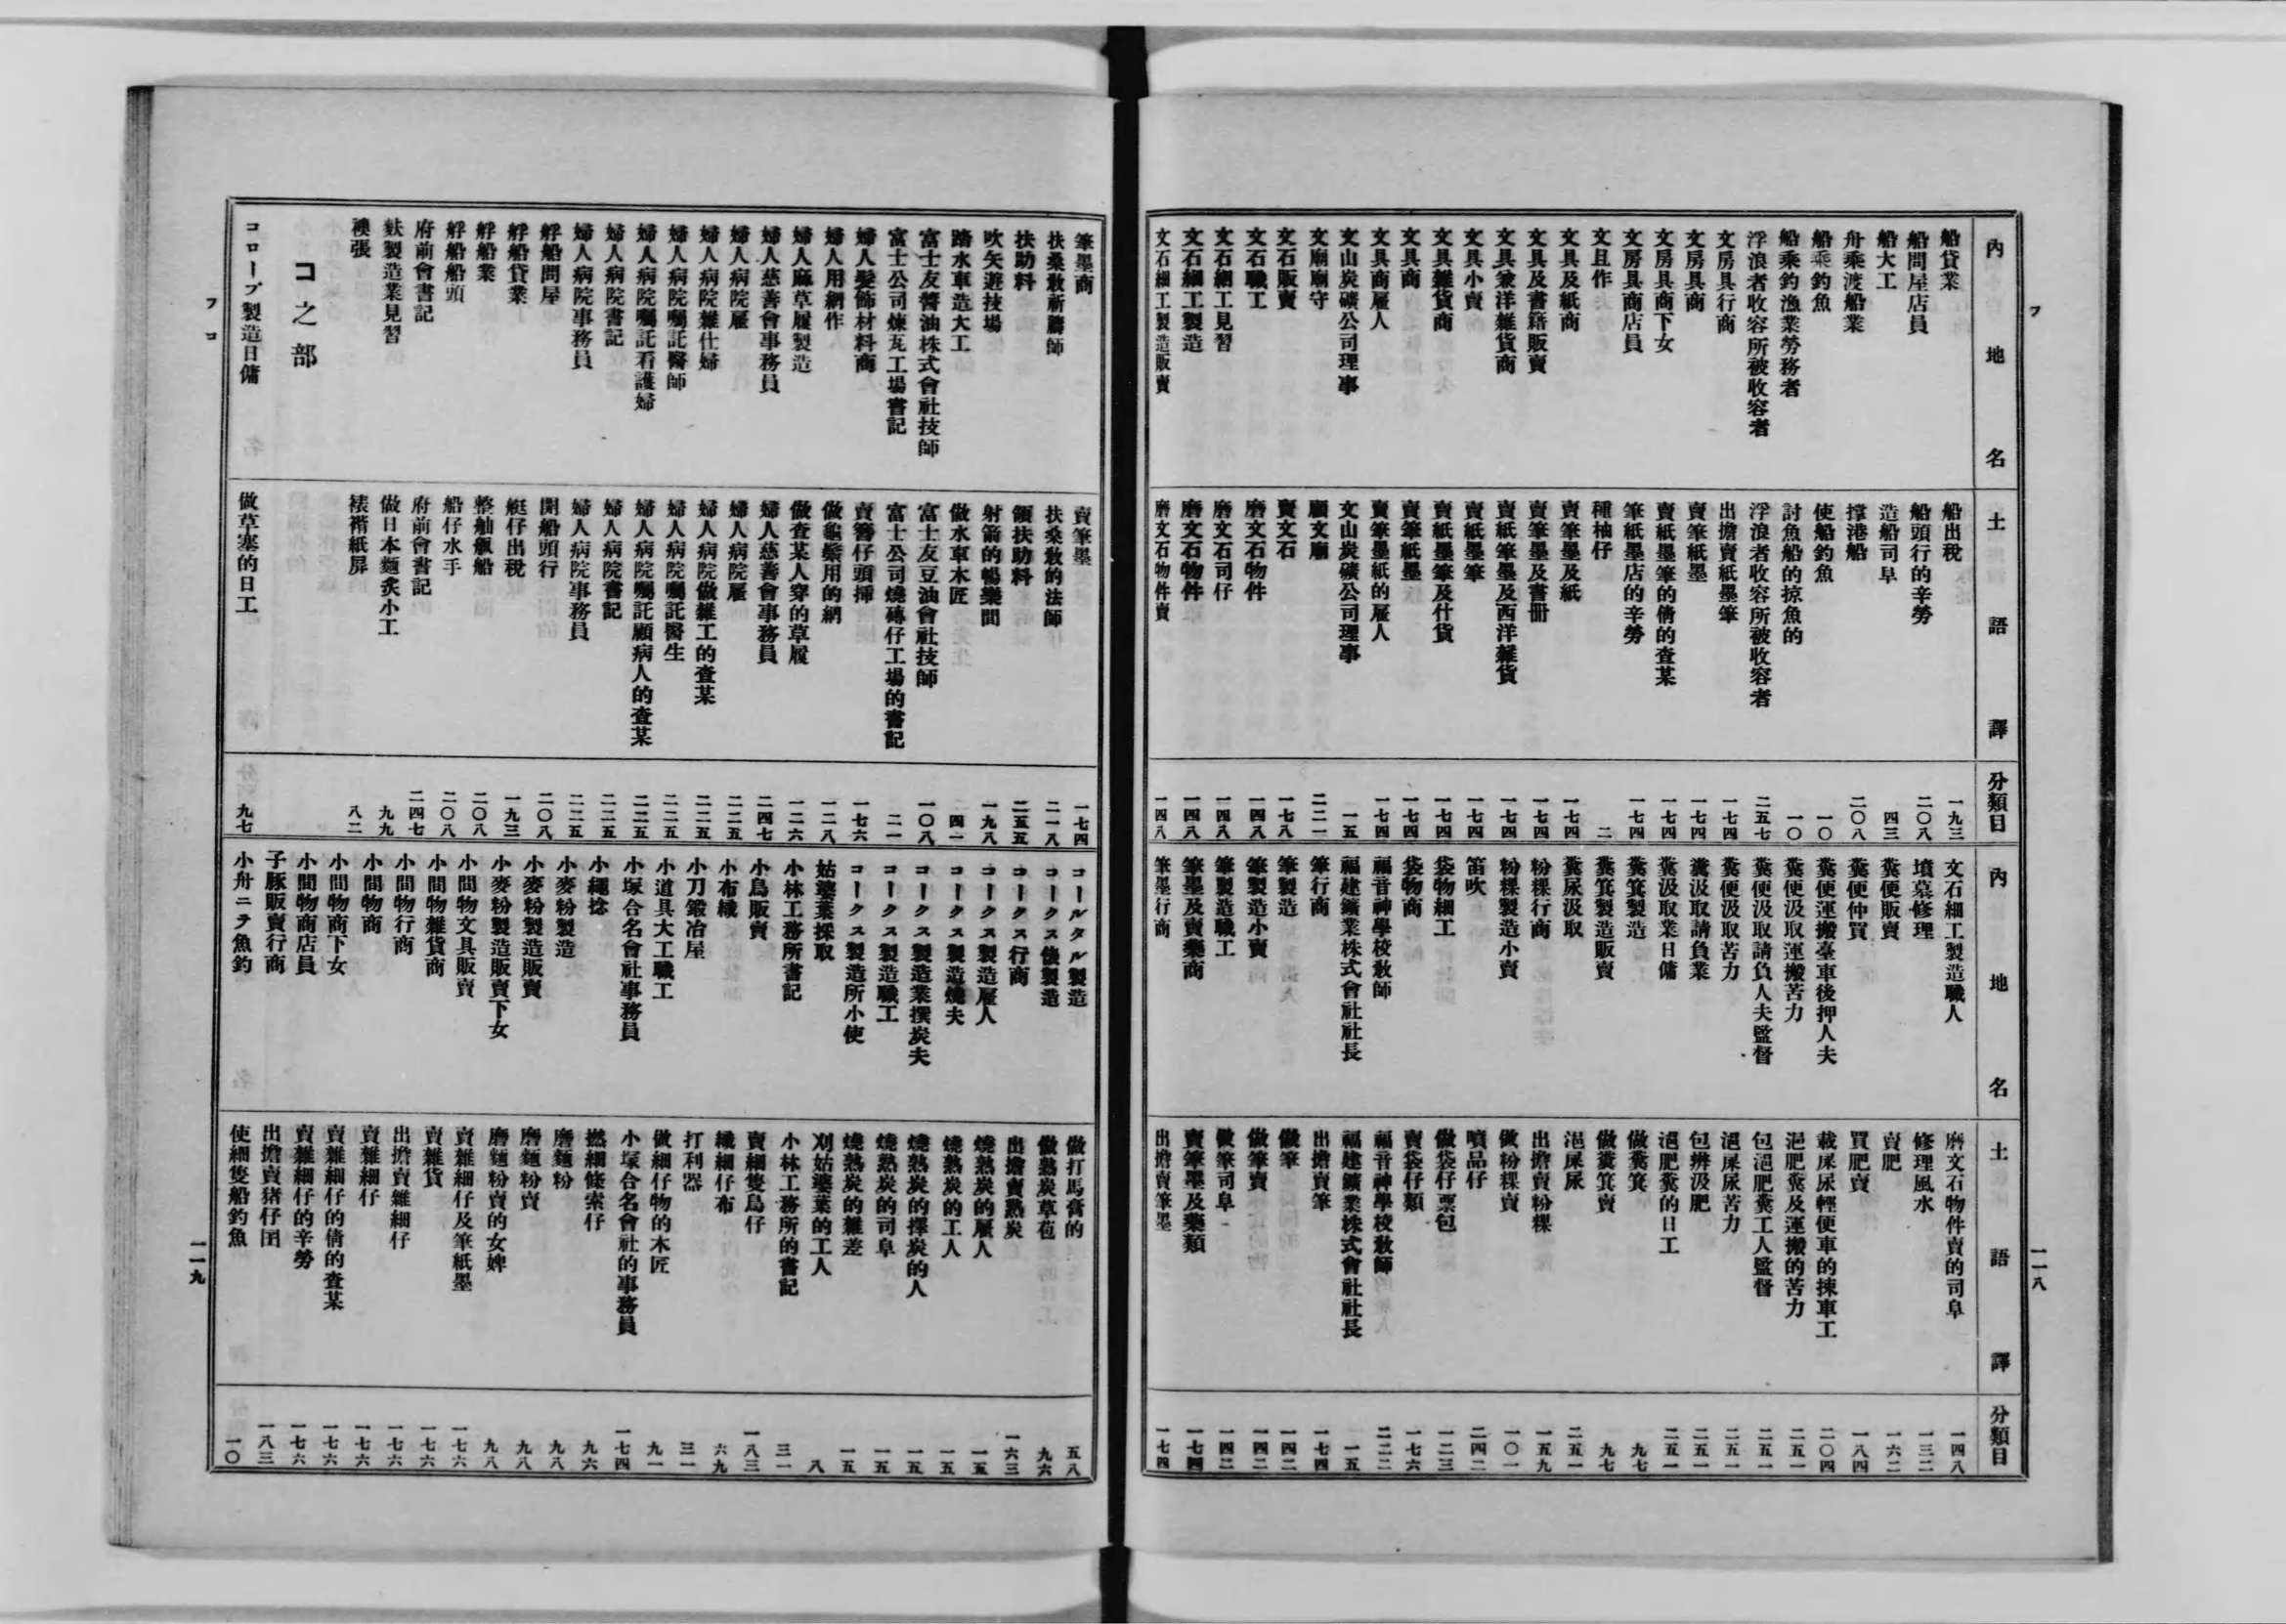 フ
一一八
內地名
土語譯
分類目
船貸業
船出稅
一九三
船問屋店員
船頭行的辛勞
二〇八
船大工
造船司阜
四三
舟乘渡船業
撑港船
二〇八
船乘釣魚
使船釣魚
一〇
船乘釣漁業勞務者
討魚船的掠魚的
一〇
浮浪者收容所被收容者
浮浪者收容所被收容者
二五七
文房具行商
出擔賣紙墨筆
一七四
文房具商
賣筆紙墨
一七四
文房具商下女
賣紙墨筆的倩的查某
一七四
文房具商店員
筆紙墨店的辛勞
一七四
文且作
種柚仔
二
文具及紙商
賣筆墨及紙
一七四
文具及書籍販賣
賣筆墨及書冊
一七四
文具兼洋雜貨商
賣紙筆墨及西洋雜貨
一七四
文具小賣
賣紙墨筆
一七四
文具雜貨商
賣紙墨筆及什貨
一七四
文具商
賣筆紙墨
一七四
文具商雇人
賣筆墨紙的雇人
一七四
文山炭礦公司理事
文山炭礦公司理事
一五
文廟廟守
顧文廟
二二一
文石販賣
賣文石
一七八
文石職工
磨文石物件
一四八
文石細工見習
磨文石司仔
一四八
文石細工製造
磨文石物件
一四八
文石細工製造販賣
磨文石物件賣
一四八
內地名
土語譯
分類目
文石細工製造職人
磨文石物件賣的司阜
一四八
墳墓修理
修理風水
一三二
糞便販賣
賣肥
一六二
糞便仲買
買肥賣
一八四
糞便運搬臺車後押人夫
載屎尿輕便車的揀車工
二〇四
糞便汲取運搬苦力
浥肥糞及運搬的苦力
二五一
糞便汲取請負人夫監督
包浥肥糞工人監督
二五一
糞便汲取苦力
浥屎尿苦力
二五一
糞汲取請負業
包辨汲肥
二五一
糞汲取業日傭
浥肥糞的日工
二五一
糞箕製造
做糞箕
九七
糞箕製造販賣
做糞箕賣
九七
糞尿汲取
浥屎尿
二五一
粉粿行商
出擔賣粉粿
一五九
粉粿製造小賣
做粉粿賣
一〇一
笛吹
噴品仔
二四二
袋物細工
做袋仔票包
一二三
袋物商
賣袋仔類
一七六
福音神學校敎師
福音神學校敎師
二二二
福建鑛業株式會社社長
福建鑛業株式會社社長
一五
筆行商
出擔賣筆
一七四
筆製造
做筆
一四二
筆製造小賣
做筆賣
一四二
筆製造職工
做筆司阜
一四二
筆墨及賣藥商
賣筆墨及藥類
一七四
筆墨行商
出擔賣筆墨
一七四
筆墨商
賣筆墨
一七四
扶桑敎祈禱師
扶桑敎的法師
二一八
扶助料
領扶助料
二五五
吹矢遊技場
射箭的暢樂間
一九八
踏水車造大工
做水車木匠
四一
富士友醬油株式會社技師
富士友豆油會社技師
一〇八
富士公司煉瓦工場書記
富士公司燒磚仔工場的書記
二一
婦人髮飾材料商
賣簪仔頭揷
一七六
婦人用網作
做龜鬃用的網
一二八
婦人麻草履製造
做查某人穿的草履
一二六
婦人慈善會事務員
婦人慈善會事務員
二四七
婦人病院雇
婦人病院雇
二二五
婦人病院雜仕婦
婦人病院做雜工的查某
二二五
婦人病院囑託醫師
婦人病院囑託醫生
二二五
婦人病院囑託看護婦
婦人病院囑託顧病人的查某
二二五
婦人病院書記
婦人病院書記
二二五
婦人病院事務員
婦人病院事務員
二二五
艀船問屋
開船頭行
二〇八
艀船貸業
艇仔出稅
一九三
艀船業
整舢舨船
二〇八
艀船船頭
船仔水手
二〇八
府前會書記
府前會書記
二四七
麩製造業見習
做日本麵炙小工
九九
襖張
裱褙紙屏
八二
コ之部
コロープ製造日傭
做草塞的日工
九七
コールタル製造
做打馬膏的
五八
コークス俵製造
做熟炭草苞
九六
コークス行商
出擔賣熟炭
一六三
コークス製造雇人
燒熟炭的雇人
一五
コークス製造燒夫
燒熟炭的工人
一五
コークス製造業撰炭夫
燒熟炭的擇炭的人
一五
コークス製造職工
燒熟炭的司阜
一五
コークス製造所小使
燒熟炭的雜差
一五
姑婆葉採取
刈姑婆葉的工人
八
小林工務所書記
小林工務所的書記
三一
小鳥販賣
賣細隻鳥仔
一八三
小布織
織細仔布
六九
小刀鍛冶屋
打利器
三一
小道具大工職工
做細仔物的木匠
九一
小塚合名會社事務員
小塚合名會社的事務員
一七四
小繩捻
撚細條索仔
九六
小麥粉製造
磨麵粉
九八
小麥粉製造販賣
磨麵粉賣
九八
小麥粉製造販賣下女
磨麵粉賣的女婢
九八
小間物文具販賣
賣雜細仔及筆紙墨
一七六
小間物雜貨商
賣雜貨
一七六
小間物行商
出擔賣雜細仔
一七六
小間物商
賣雜細仔
一七六
小間物商下女
賣雜細仔的倩的查某
一七六
小間物商店員
賣雜細仔的辛勞
一七六
子豚販賣行商
出擔賣猪仔囝
一八三
小舟ニテ魚釣
使細隻船釣魚
一〇
フコ
一一九